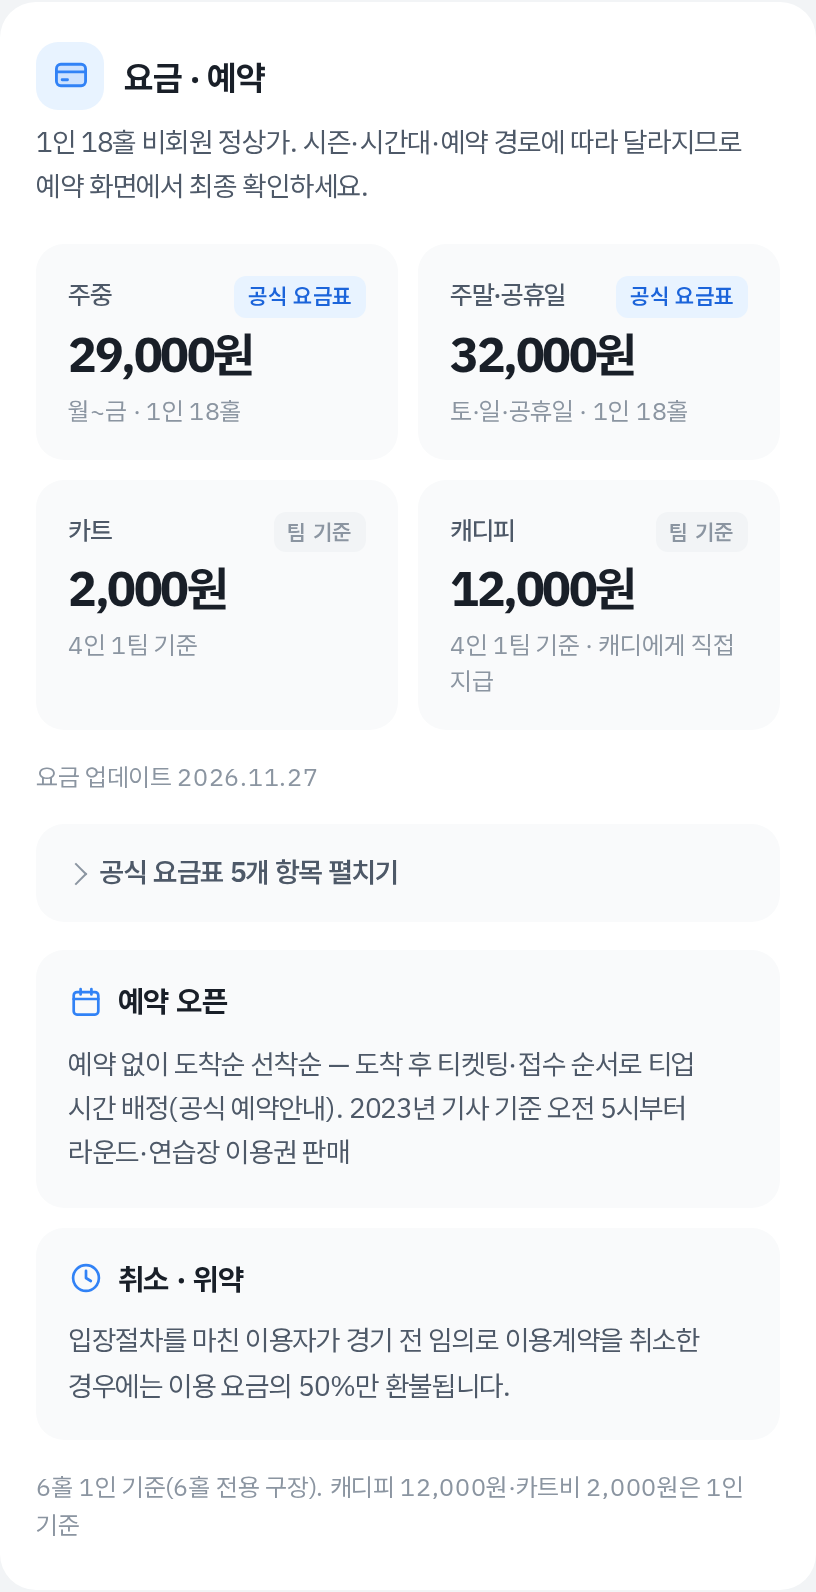 요금 · 예약
1인 18홀 비회원 정상가. 시즌·시간대·예약 경로에 따라 달라지므로
예약 화면에서 최종 확인하세요.
주중
공식 요금표
29,000원
월~금 · 1인 18홀
주말·공휴일
공식 요금표
32,000원
토·일·공휴일 · 1인 18홀
카트
팀 기준
2,000원
4인 1팀 기준
캐디피
팀 기준
12,000원
4인 1팀 기준 · 캐디에게 직접
지급
요금 업데이트 2026.11.27
공식 요금표 5개 항목 펼치기
예약 오픈
예약 없이 도착순 선착순 — 도착 후 티켓팅·접수 순서로 티업
시간 배정(공식 예약안내). 2023년 기사 기준 오전 5시부터
라운드·연습장 이용권 판매
취소 · 위약
입장절차를 마친 이용자가 경기 전 임의로 이용계약을 취소한
경우에는 이용 요금의 50%만 환불됩니다.
6홀 1인 기준(6홀 전용 구장). 캐디피 12,000원·카트비 2,000원은 1인
기준